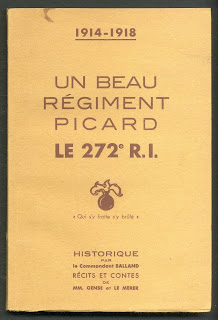 1914-1918
UN BEAU
RÉGIMENT
PICARD
LE 272e R.I.
« Qui s'y frotte s'y brûle »
HISTORIQUE
PAR
le Commandant BALLAND
RÉCITS ET CONTES
DE
MM. GENSE et LE MERER